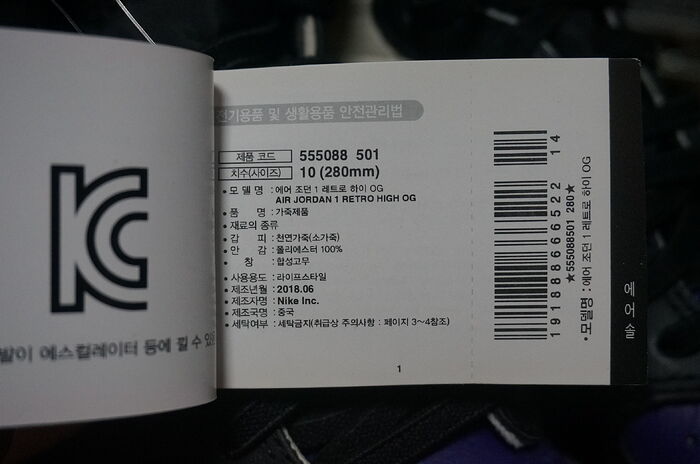 KC
발이 에스컬레이터 등에 낄 수 있
전기용품 및 생활용품 안전관리법
제품 코드 555088 501
치수(사이즈) 10 (280mm)
• 모 델 명 : 에어 조던 1 레트로 하이 OG
AIR JORDAN 1 RETRO HIGH OG
• 품 명 : 가죽제품
• 재료의 종류
• 갑 피 : 천연가죽(소가죽)
• 안 감 : 폴리에스터 100%
• 창 : 합성고무
• 사용용도 : 라이프스타일
• 제조년월 : 2018.06
• 제조자명 : Nike Inc.
• 제조국명 : 중국
• 세탁여부 : 세탁금지(취급상 주의사항 : 페이지 3~4참조)
1
191888666522 14
★555088501 280★
•모델명 : 에어 조던 1 레트로 하이 OG
에어솔